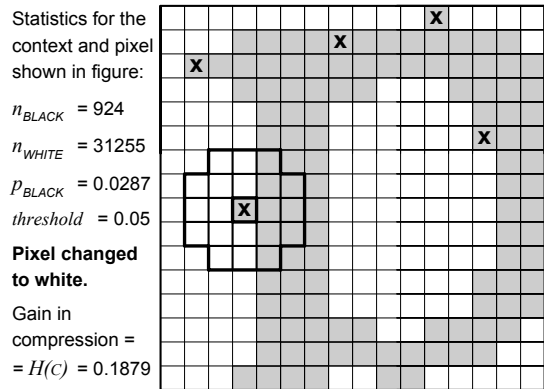 Statistics for the
context and pixel
shown in figure:
n_BLACK = 924
n_WHITE = 31255
p_BLACK = 0.0287
threshold = 0.05
Pixel changed
to white.
Gain in
compression =
= H(C) = 0.1879
X
X
X
X
X